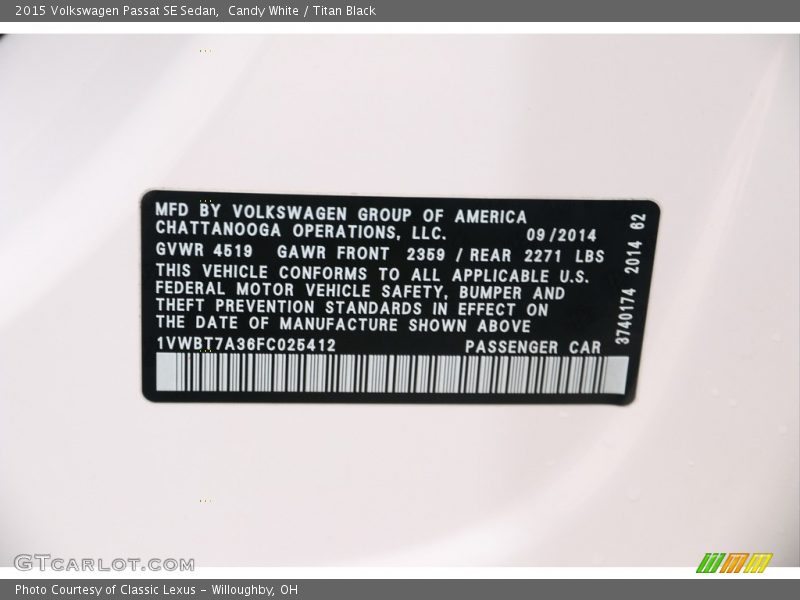 2015 Volkswagen Passat SE Sedan,  Candy White / Titan Black
MFD BY VOLKSWAGEN GROUP OF AMERICA
CHATTANOOGA OPERATIONS, LLC. 09/2014
GVWR 4519 GAWR FRONT 2359 / REAR 2271 LBS
THIS VEHICLE CONFORMS TO ALL APPLICABLE U.S.
FEDERAL MOTOR VEHICLE SAFETY, BUMPER AND
THEFT PREVENTION STANDARDS IN EFFECT ON
THE DATE OF MANUFACTURE SHOWN ABOVE
1VWBT7A36FC025412 PASSENGER CAR
3740174 2014 62
GTcarlot.com
Photo Courtesy of Classic Lexus - Willoughby, OH